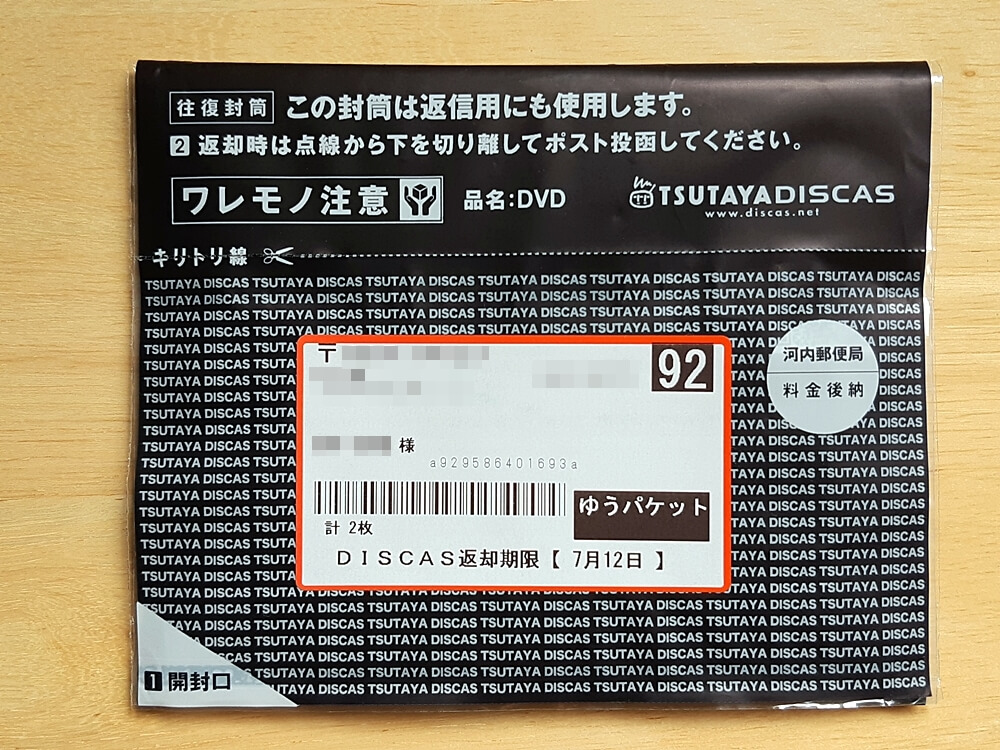 往復封筒 この封筒は返信用にも使用します。
2 返却時は点線から下を切り離してポスト投函してください。
ワレモノ注意 品名:DVD TSUTAYA DISCAS
www.discas.net
キリトリ線
TSUTAYA DISCAS TSUTAYA DISCAS TSUTAYA DISCAS TSUTAYA DISCAS TSUTAYA DISCAS TSUTAYA DISCAS TSUTAYA DISCAS
〒
92
河内郵便局
料金後納
様
a929586401693a
ゆうパケット
計 2枚
DISCAS返却期限【 7月12日 】
1 開封口